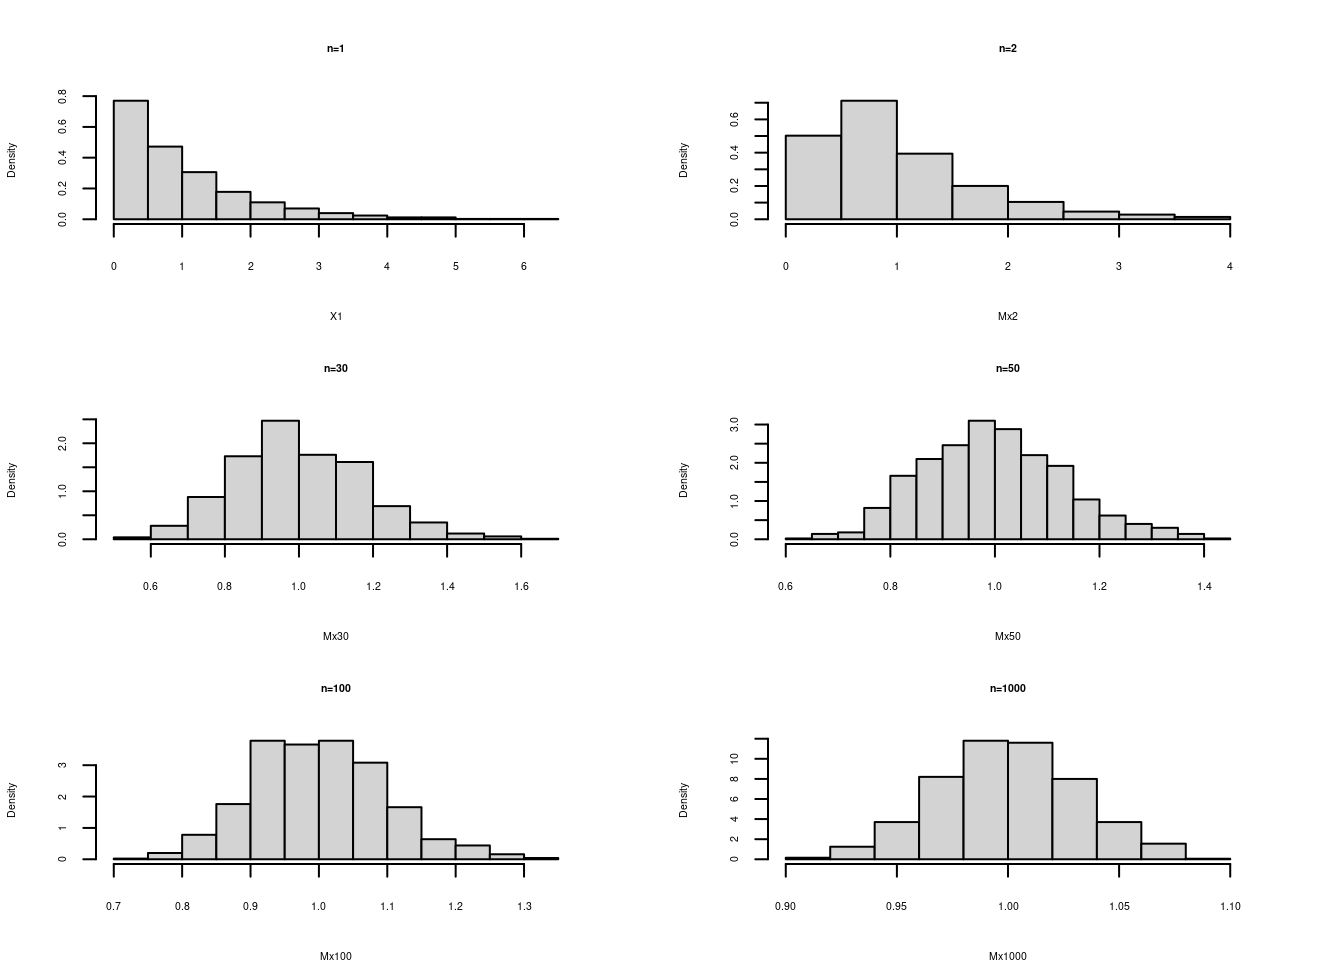 n=1
Density
0.0 0.2 0.4 0.6 0.8
0 1 2 3 4 5 6
X1
n=2
Density
0.0 0.2 0.4 0.6
0 1 2 3 4
Mx2
n=30
Density
0.0 1.0 2.0
0.6 0.8 1.0 1.2 1.4 1.6
Mx30
n=50
Density
0.0 1.0 2.0 3.0
0.6 0.8 1.0 1.2 1.4
Mx50
n=100
Density
0 1 2 3
0.7 0.8 0.9 1.0 1.1 1.2 1.3
Mx100
n=1000
Density
0 2 4 6 8 10
0.90 0.95 1.00 1.05 1.10
Mx1000